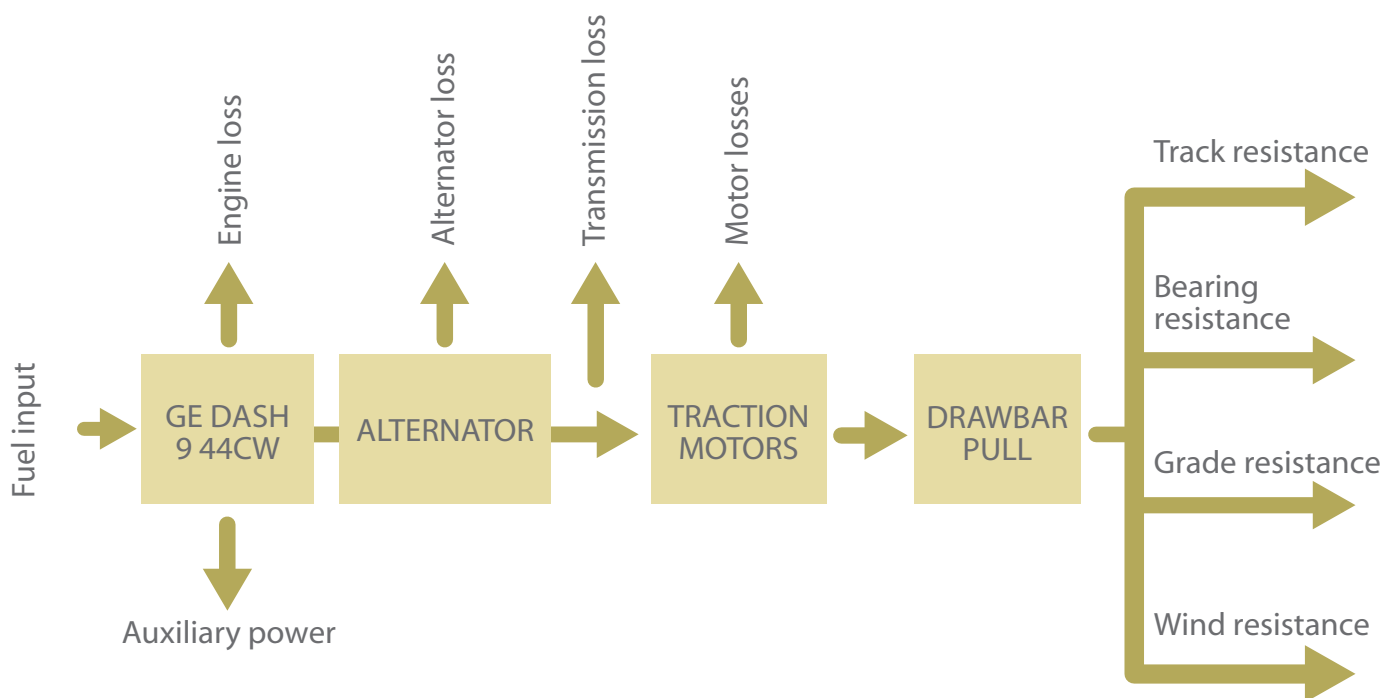 Engine loss
Alternator loss
Transmission loss
Motor losses
Track resistance
Bearing
resistance
Fuel input
GE DASH
9 44CW
ALTERNATOR
TRACTION
MOTORS
DRAWBAR
PULL
Grade resistance
Auxiliary power
Wind resistance